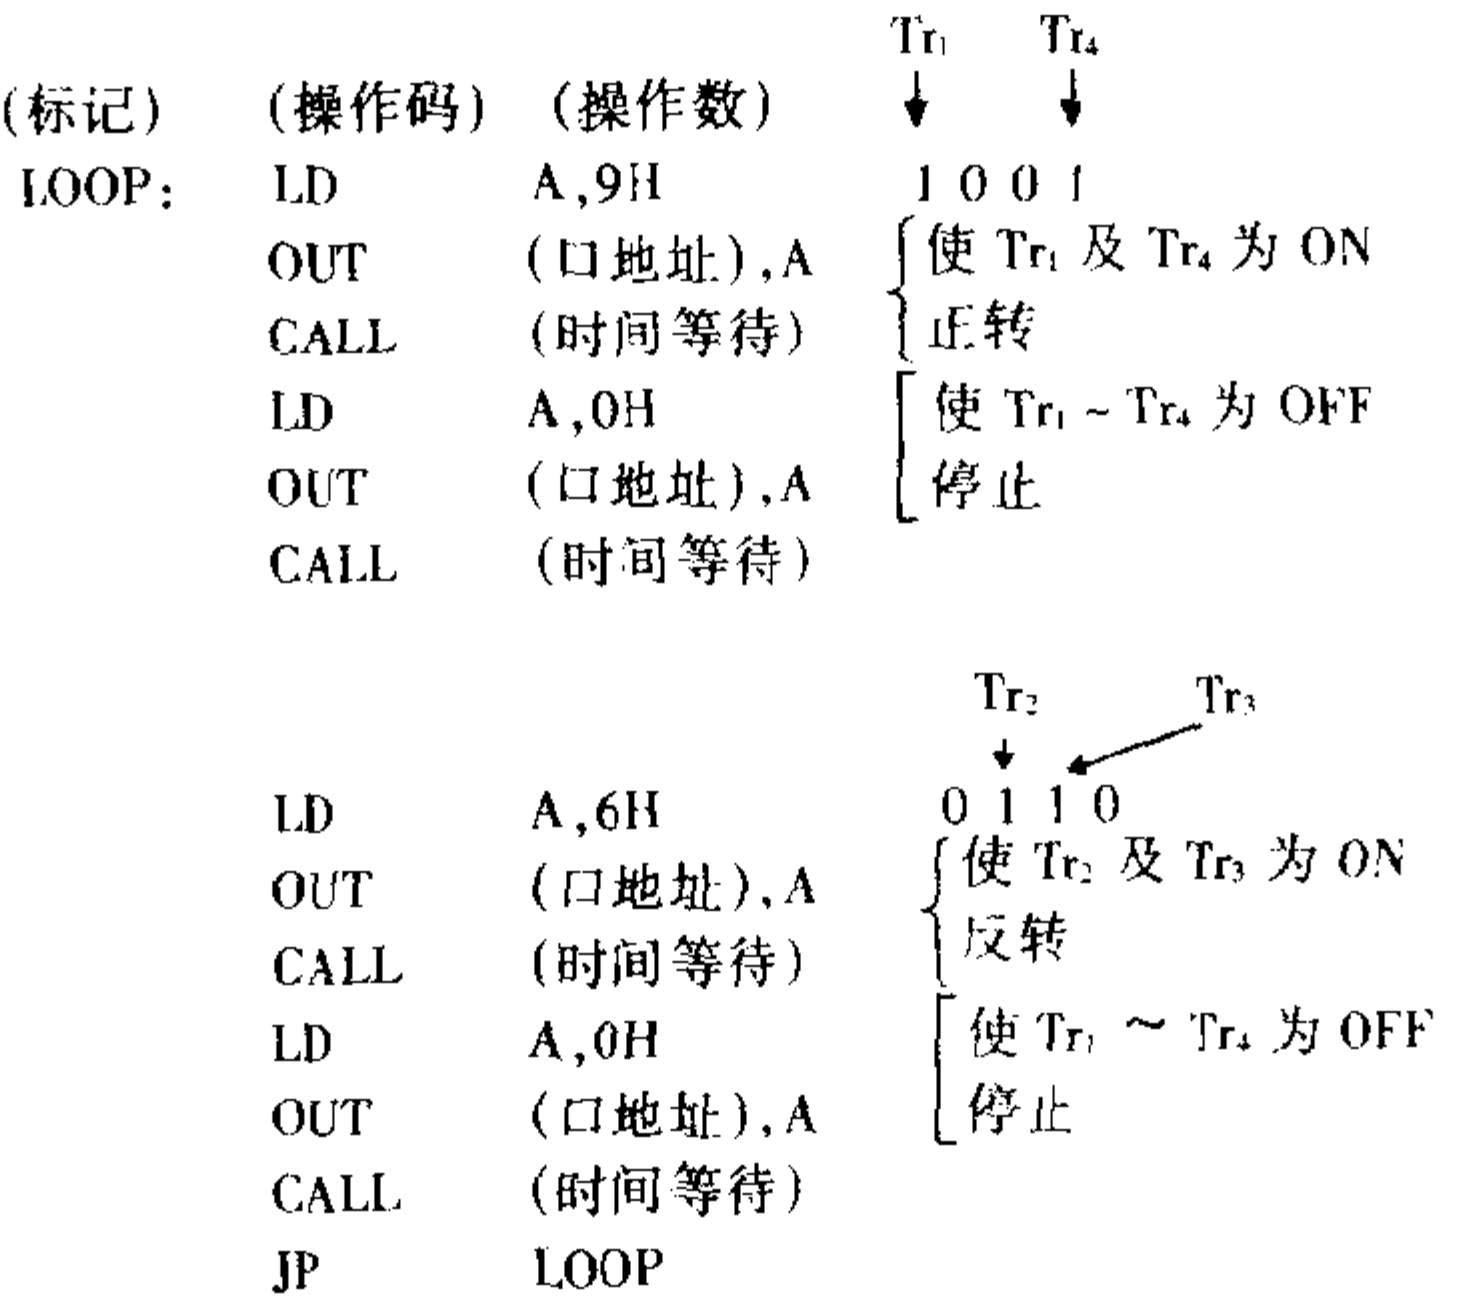 Tr₁ Tr₄
(标记) (操作码) (操作数)
LOOP: LD A,9H 1 0 0 1
OUT (口地址),A 使 Tr₁ 及 Tr₄ 为 ON
CALL (时间等待) 正转
LD A,0H 使 Tr₁ ~ Tr₄ 为 OFF
OUT (口地址),A 停止
CALL (时间等待)
Tr₂ Tr₃
LD A,6H 0 1 1 0
OUT (口地址),A 使 Tr₂ 及 Tr₃ 为 ON
CALL (时间等待) 反转
LD A,0H 使 Tr₁ ~ Tr₄ 为 OFF
OUT (口地址),A 停止
CALL (时间等待)
JP LOOP